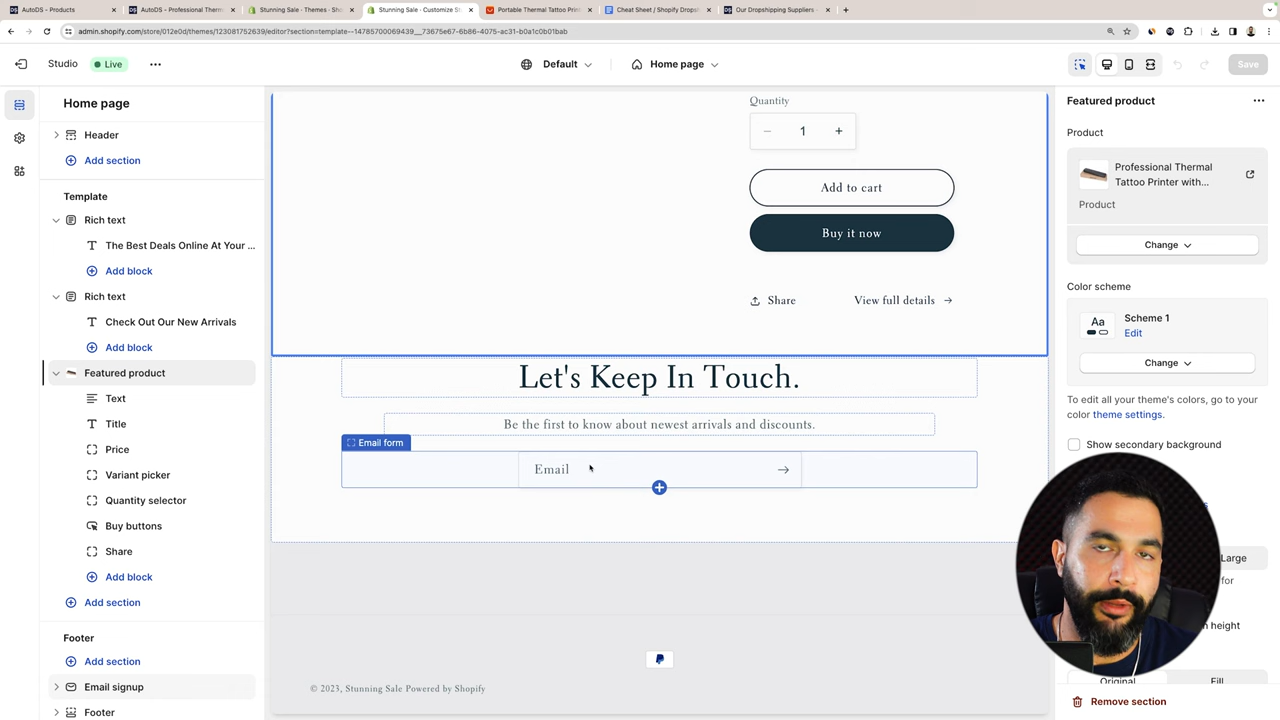 AutoDS - Products
AutoDS - Professional Therm
Stunning Sale - Themes - Sho
Stunning Sale - Customize St
Portable Thermal Tattoo Print
Cheat Sheet / Shopify Drops
Our Dropshipping Suppliers -
admin.shopify.com/store/012e0d/themes/123081752639/editor?section=template--14785700069439__73675e67-6b86-4075-ac31-b0a1c0b01bab
Studio
Live
Default
Home page
Save
Home page
Header
Add section
Template
Rich text
The Best Deals Online At Your ...
Add block
Rich text
Check Out Our New Arrivals
Add block
Featured product
Text
Title
Price
Variant picker
Quantity selector
Buy buttons
Share
Add block
Add section
Footer
Add section
Email signup
Footer
Quantity
1
Add to cart
Buy it now
Share
View full details
Let's Keep In Touch.
Be the first to know about newest arrivals and discounts.
Email form
Email
© 2023, Stunning Sale Powered by Shopify
Featured product
Product
Professional Thermal
Tattoo Printer with...
Product
Change
Color scheme
Aa
Scheme 1
Edit
Change
To edit all your theme's colors, go to your
color theme settings.
Show secondary background
Large
for
height
Original
Fill
Remove section